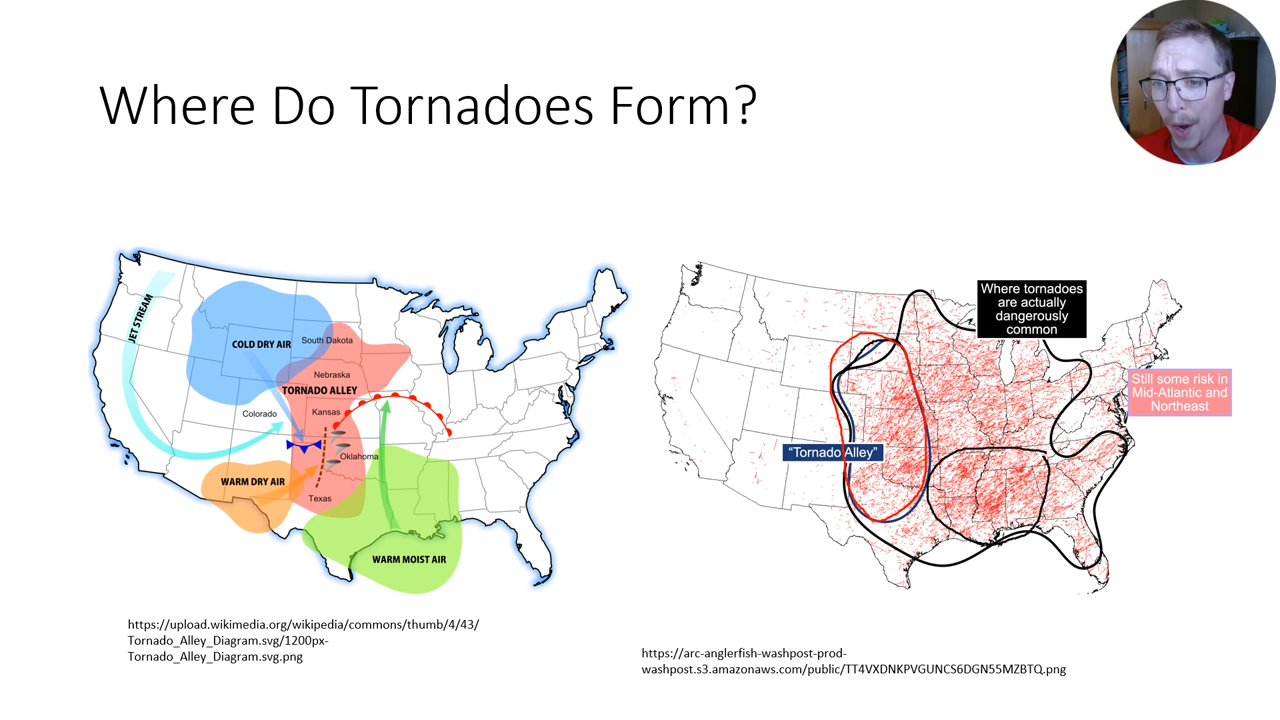 Where Do Tornadoes Form?
JET STREAM
COLD DRY AIR
South Dakota
Nebraska
TORNADO ALLEY
Colorado
Kansas
Oklahoma
WARM DRY AIR
Texas
WARM MOIST AIR
https://upload.wikimedia.org/wikipedia/commons/thumb/4/43/
Tornado_Alley_Diagram.svg/1200px-
Tornado_Alley_Diagram.svg.png
Where tornadoes
are actually
dangerously
common
Still some risk in
Mid-Atlantic and
Northeast
“Tornado Alley”
https://arc-anglerfish-washpost-prod-
washpost.s3.amazonaws.com/public/TT4VXDNKPVGUNCS6DGN55MZBTQ.png